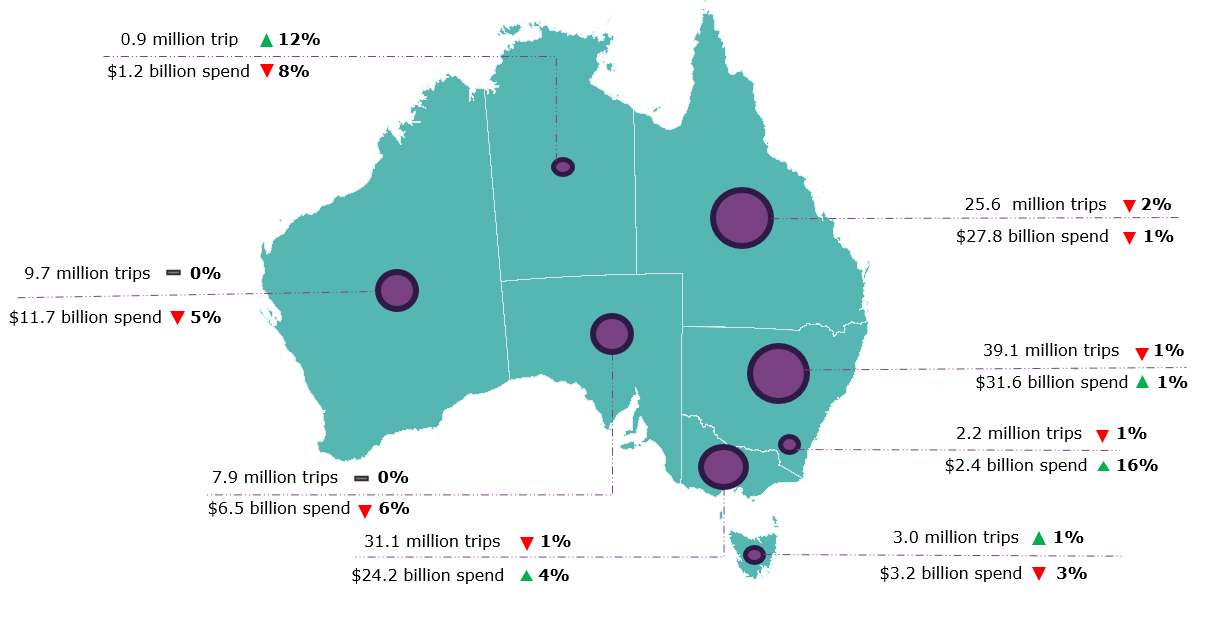 0.9 million trip 12%
$1.2 billion spend 8%
25.6  million trips 2%
$27.8 billion spend 1%
9.7 million trips 0%
$11.7 billion spend 5%
39.1 million trips 1%
$31.6 billion spend 1%
2.2 million trips 1%
$2.4 billion spend 16%
7.9 million trips 0%
$6.5 billion spend 6%
31.1 million trips 1%
$24.2 billion spend 4%
3.0 million trips 1%
$3.2 billion spend 3%